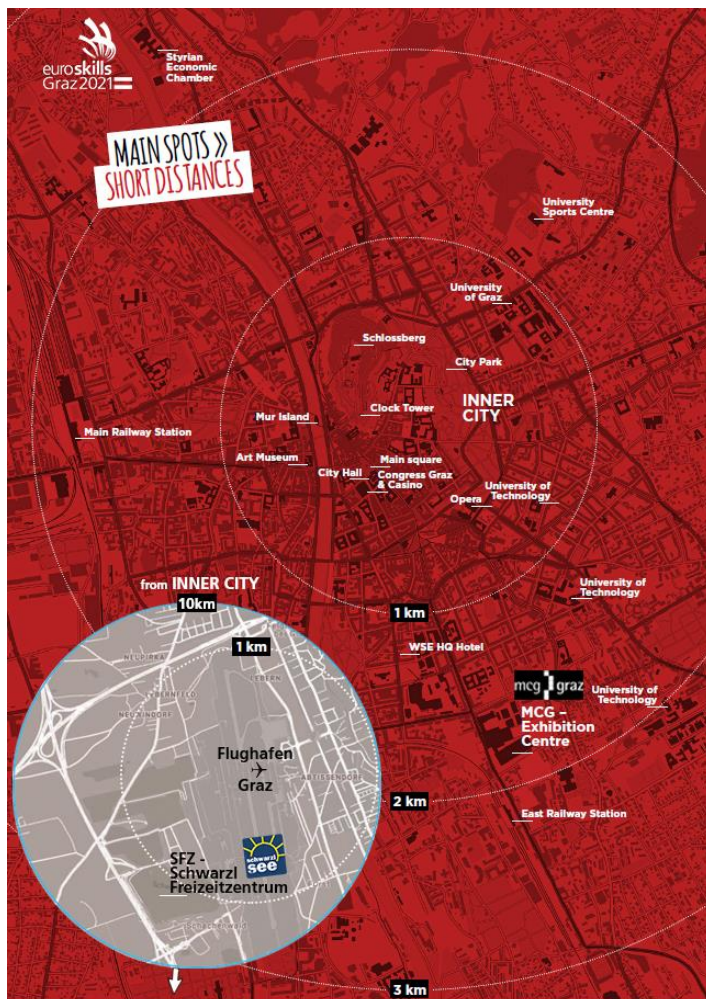 euroskills
Graz2021
Styrian
Economic
Chamber
MAIN SPOTS »
SHORT DISTANCES
University
Sports Centre
University
of Graz
Schlossberg
City Park
INNER
CITY
Clock Tower
Mur Island
Main Railway Station
Art Museum
Main square
City Hall
Congress Graz
& Casino
Opera
University of
Technology
from INNER CITY
10km
University of
Technology
1 km
1 km
WSE HQ Hotel
LEBERN
mcg graz
University of
Technology
MCG –
Exhibition
Centre
Flughafen
Graz
ABTISSENDORF
2 km
East Railway Station
schwarzl
see
SFZ -
Schwarzl
Freizeitzentrum
3 km